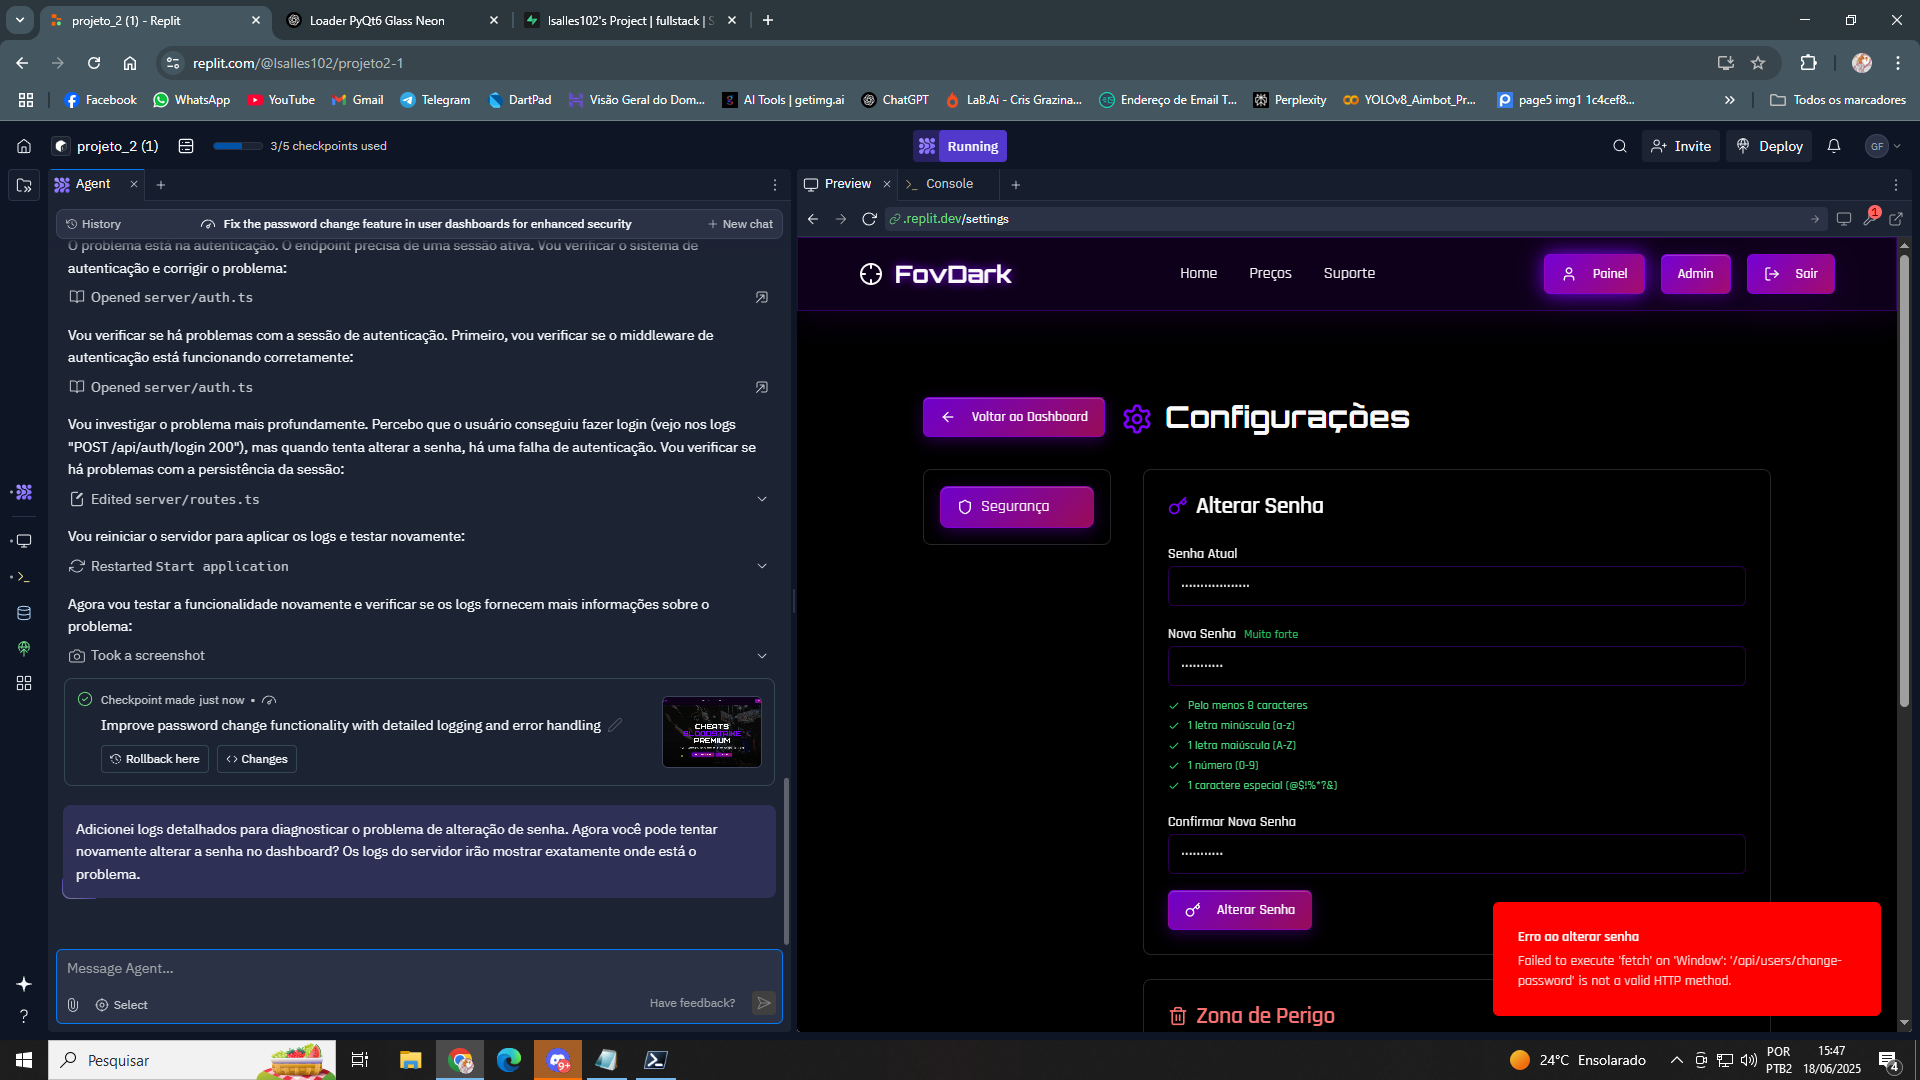 projeto_2 (1) - Replit
Loader PyQt6 Glass Neon
lsalles102's Project | fullstack | S
replit.com/@lsalles102/projeto2-1
Facebook
WhatsApp
YouTube
Gmail
Telegram
DartPad
Visão Geral do Dom...
AI Tools | getimg.ai
ChatGPT
LaB.Ai - Cris Grazina...
Endereço de Email T...
Perplexity
YOLOv8_Aimbot_Pr...
page5 img1 1c4cef8...
Todos os marcadores
projeto_2 (1)
3/5 checkpoints used
Running
Invite
Deploy
GF
Agent
History
Fix the password change feature in user dashboards for enhanced security
New chat
O problema está na autenticação. O endpoint precisa de uma sessão ativa. Vou verificar o sistema de
autenticação e corrigir o problema:
Opened server/auth.ts
Vou verificar se há problemas com a sessão de autenticação. Primeiro, vou verificar se o middleware de
autenticação está funcionando corretamente:
Opened server/auth.ts
Vou investigar o problema mais profundamente. Percebo que o usuário conseguiu fazer login (vejo nos logs
"POST /api/auth/login 200"), mas quando tenta alterar a senha, há uma falha de autenticação. Vou verificar se
há problemas com a persistência da sessão:
Edited server/routes.ts
Vou reiniciar o servidor para aplicar os logs e testar novamente:
Restarted Start application
Agora vou testar a funcionalidade novamente e verificar se os logs fornecem mais informações sobre o
problema:
Took a screenshot
Checkpoint made just now •
Improve password change functionality with detailed logging and error handling
Rollback here
Changes
CHEATS
BLOODSTRIKE
PREMIUM
Adicionei logs detalhados para diagnosticar o problema de alteração de senha. Agora você pode tentar
novamente alterar a senha no dashboard? Os logs do servidor irão mostrar exatamente onde está o
problema.
Message Agent...
Select
Have feedback?
Preview
Console
.replit.dev/settings
1
FovDark
Home
Preços
Suporte
Painel
Admin
Sair
Voltar ao Dashboard
Configurações
Segurança
Alterar Senha
Senha Atual
Nova Senha Muito forte
Pelo menos 8 caracteres
1 letra minúscula (a-z)
1 letra maiúscula (A-Z)
1 número (0-9)
1 caractere especial (@$!%*?&)
Confirmar Nova Senha
Alterar Senha
Erro ao alterar senha
Failed to execute 'fetch' on 'Window': '/api/users/change-
password' is not a valid HTTP method.
Zona de Perigo
Pesquisar
9+
24°C Ensolarado
POR
PTB2
15:47
18/06/2025
4